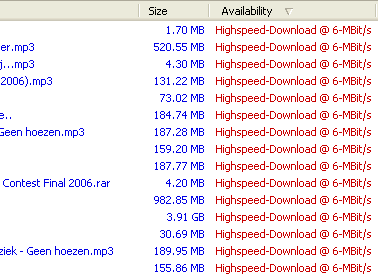 Size Availability
1.70 MB Highspeed-Download @ 6-MBit/s
er.mp3 520.55 MB Highspeed-Download @ 6-MBit/s
j...mp3 4.30 MB Highspeed-Download @ 6-MBit/s
2006).mp3 131.22 MB Highspeed-Download @ 6-MBit/s
73.02 MB Highspeed-Download @ 6-MBit/s
e.. 184.74 MB Highspeed-Download @ 6-MBit/s
Geen hoezen.mp3 187.28 MB Highspeed-Download @ 6-MBit/s
159.20 MB Highspeed-Download @ 6-MBit/s
187.77 MB Highspeed-Download @ 6-MBit/s
Contest Final 2006.rar 4.20 MB Highspeed-Download @ 6-MBit/s
982.85 MB Highspeed-Download @ 6-MBit/s
3.91 GB Highspeed-Download @ 6-MBit/s
30.69 MB Highspeed-Download @ 6-MBit/s
ziek - Geen hoezen.mp3 189.95 MB Highspeed-Download @ 6-MBit/s
155.86 MB Highspeed-Download @ 6-MBit/s